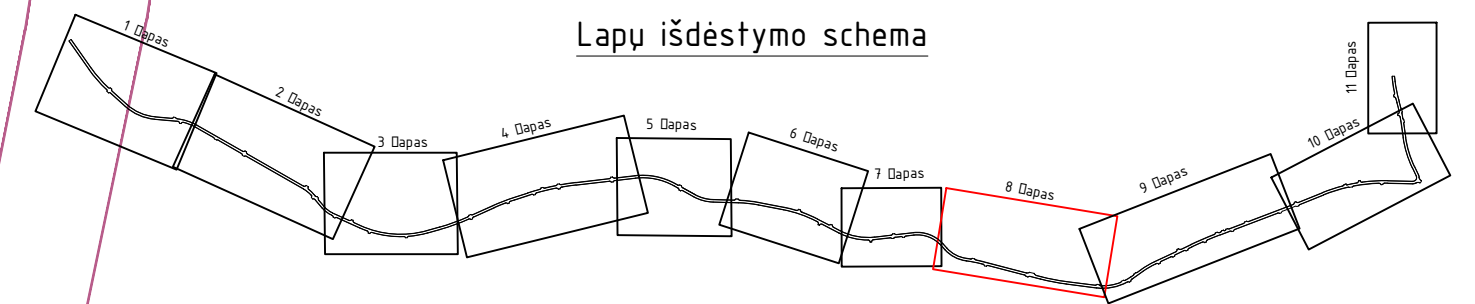 Lapų išdėstymo schema
1 ▯apas
2 ▯apas
3 ▯apas
4 ▯apas
5 ▯apas
6 ▯apas
7 ▯apas
8 ▯apas
9 ▯apas
10 ▯apas
11 ▯apas